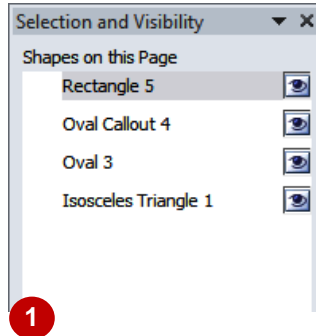 Selection and Visibility
Shapes on this Page
Rectangle 5
Oval Callout 4
Oval 3
Isosceles Triangle 1
1